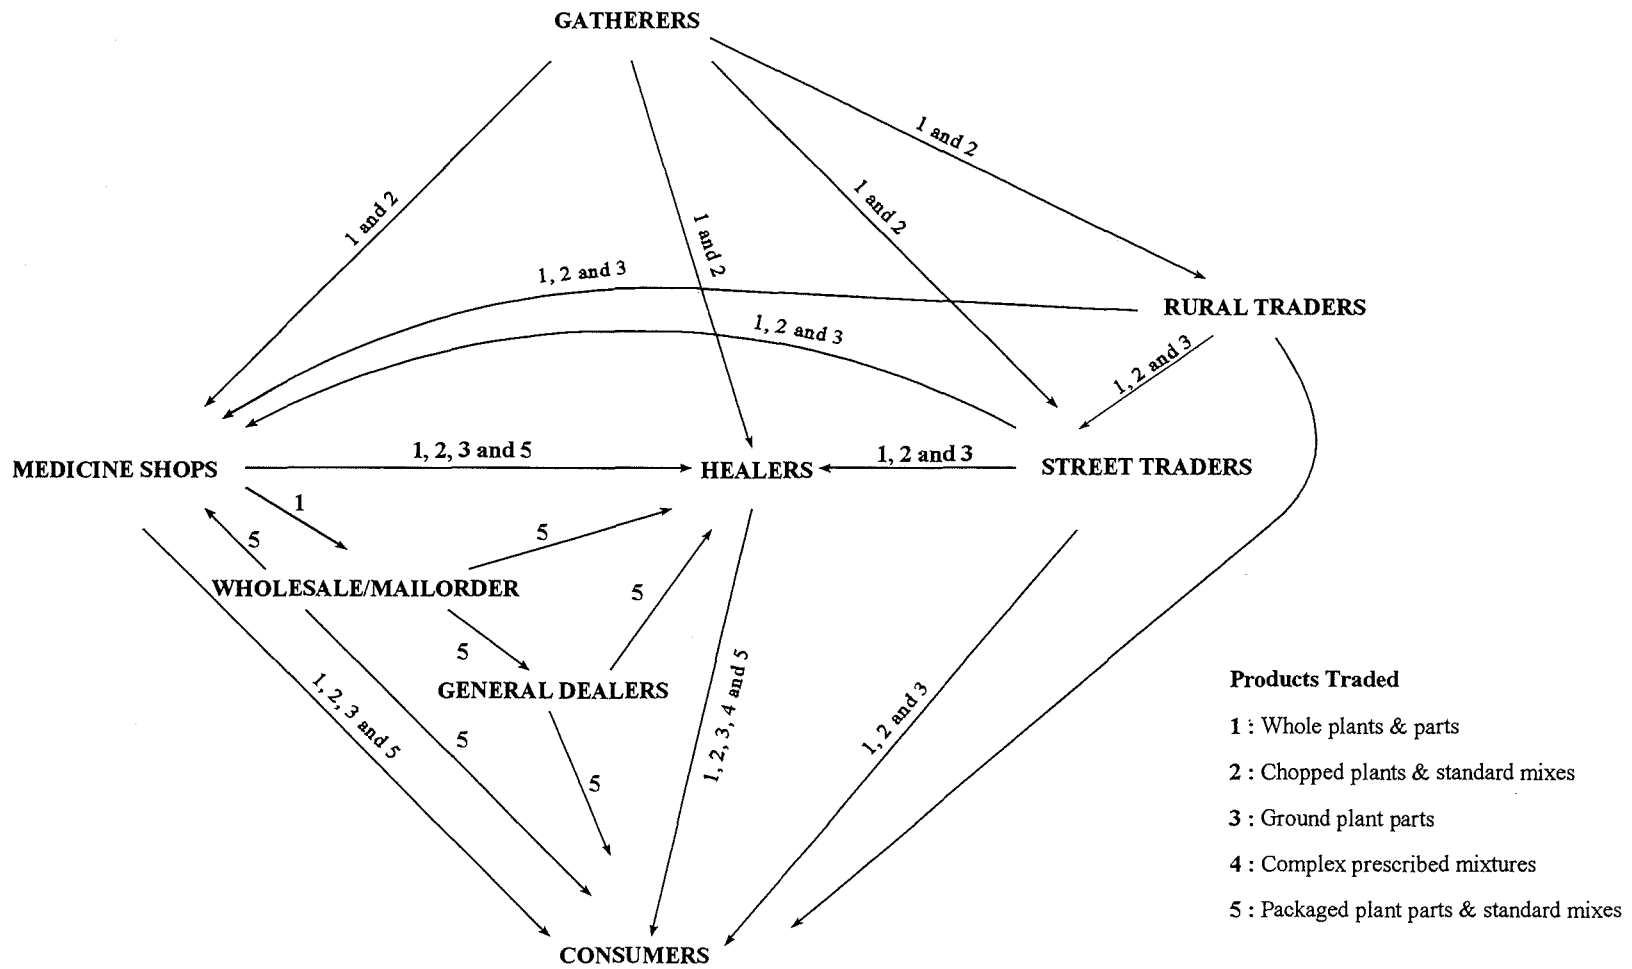 GATHERERS
1 and 2
1 and 2
1 and 2
1 and 2
1, 2 and 3
RURAL TRADERS
1, 2 and 3
1, 2 and 3
MEDICINE SHOPS
1, 2, 3 and 5
HEALERS
1, 2 and 3
STREET TRADERS
1
5
5
WHOLESALE/MAILORDER
5
5
GENERAL DEALERS
1, 2, 3 and 5
5
5
1, 2, 3, 4 and 5
1, 2 and 3
CONSUMERS
Products Traded
1 : Whole plants & parts
2 : Chopped plants & standard mixes
3 : Ground plant parts
4 : Complex prescribed mixtures
5 : Packaged plant parts & standard mixes